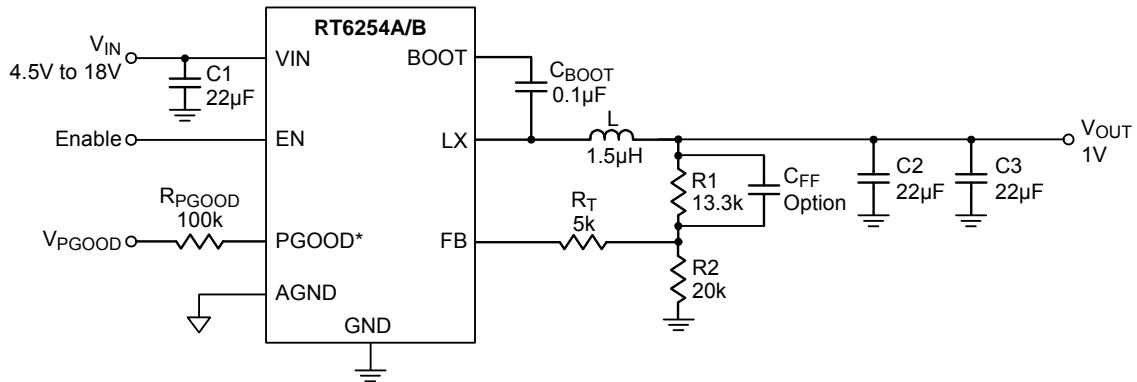 RT6254A/B
VIN
4.5V to 18V
C1
22μF
VIN
BOOT
CBOOT
0.1μF
Enable
EN
LX
L
1.5μH
VOUT
1V
C2
22μF
C3
22μF
R1
13.3k
CFF
Option
RPGOOD
100k
RT
5k
VPGOOD
PGOOD*
FB
R2
20k
AGND
GND